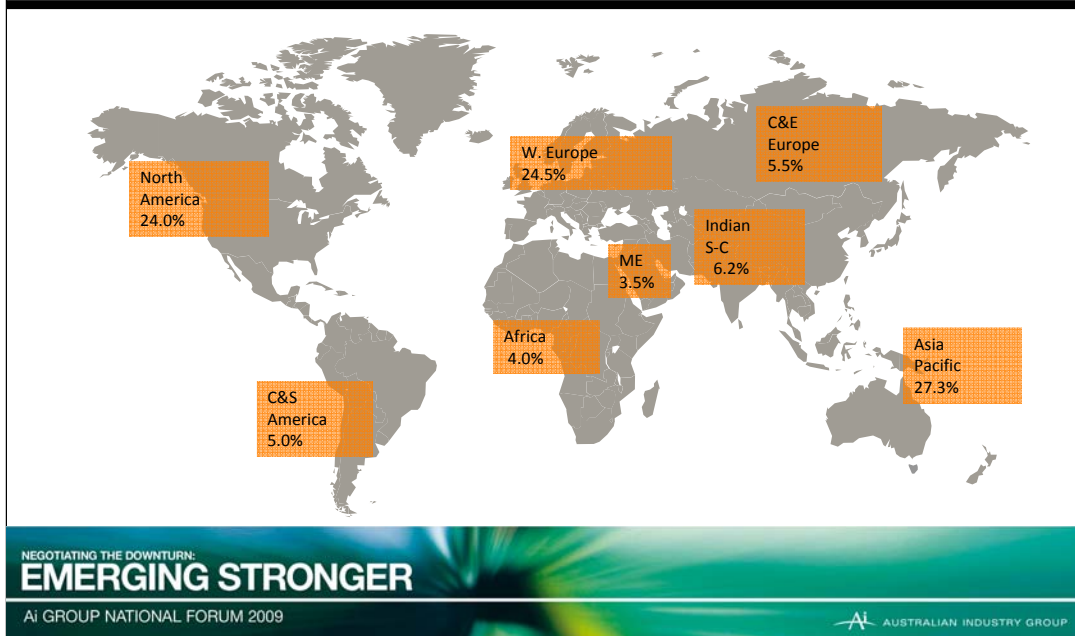 North
America
24.0%
W. Europe
24.5%
C&E
Europe
5.5%
Indian
S-C
6.2%
ME
3.5%
Africa
4.0%
Asia
Pacific
27.3%
C&S
America
5.0%
NEGOTIATING THE DOWNTURN:
EMERGING STRONGER
Ai GROUP NATIONAL FORUM 2009
Ai AUSTRALIAN INDUSTRY GROUP